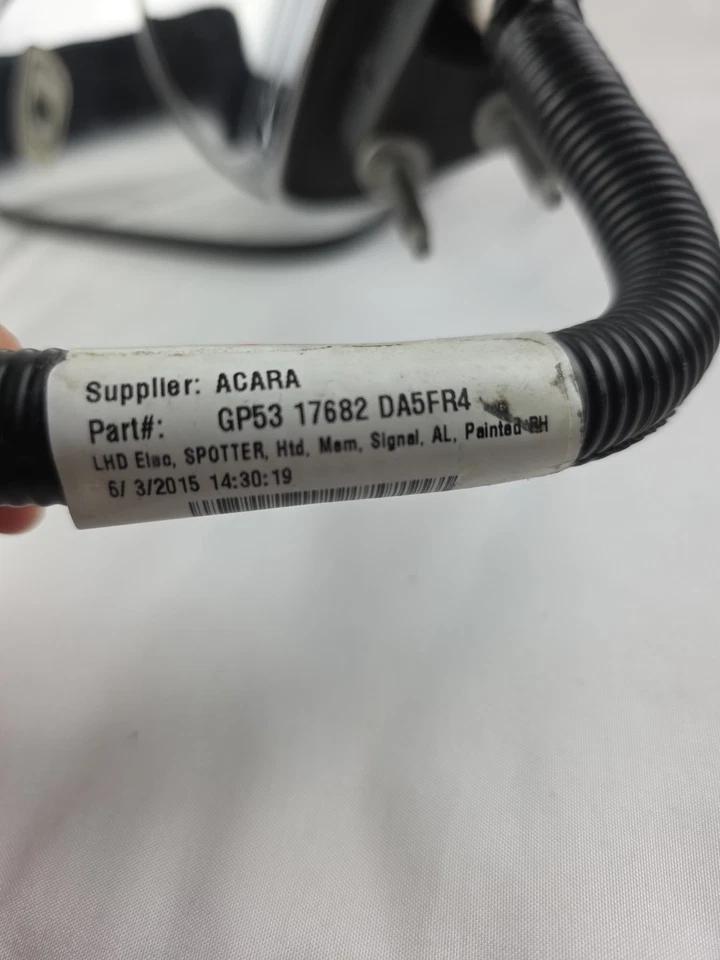 Supplier: ACARA
Part#: GP53 17682 DA5FR4
LHD Elec, SPOTTER, Htd, Mem, Signal, AL, Painted RH
6/ 3/2015 14:30:19